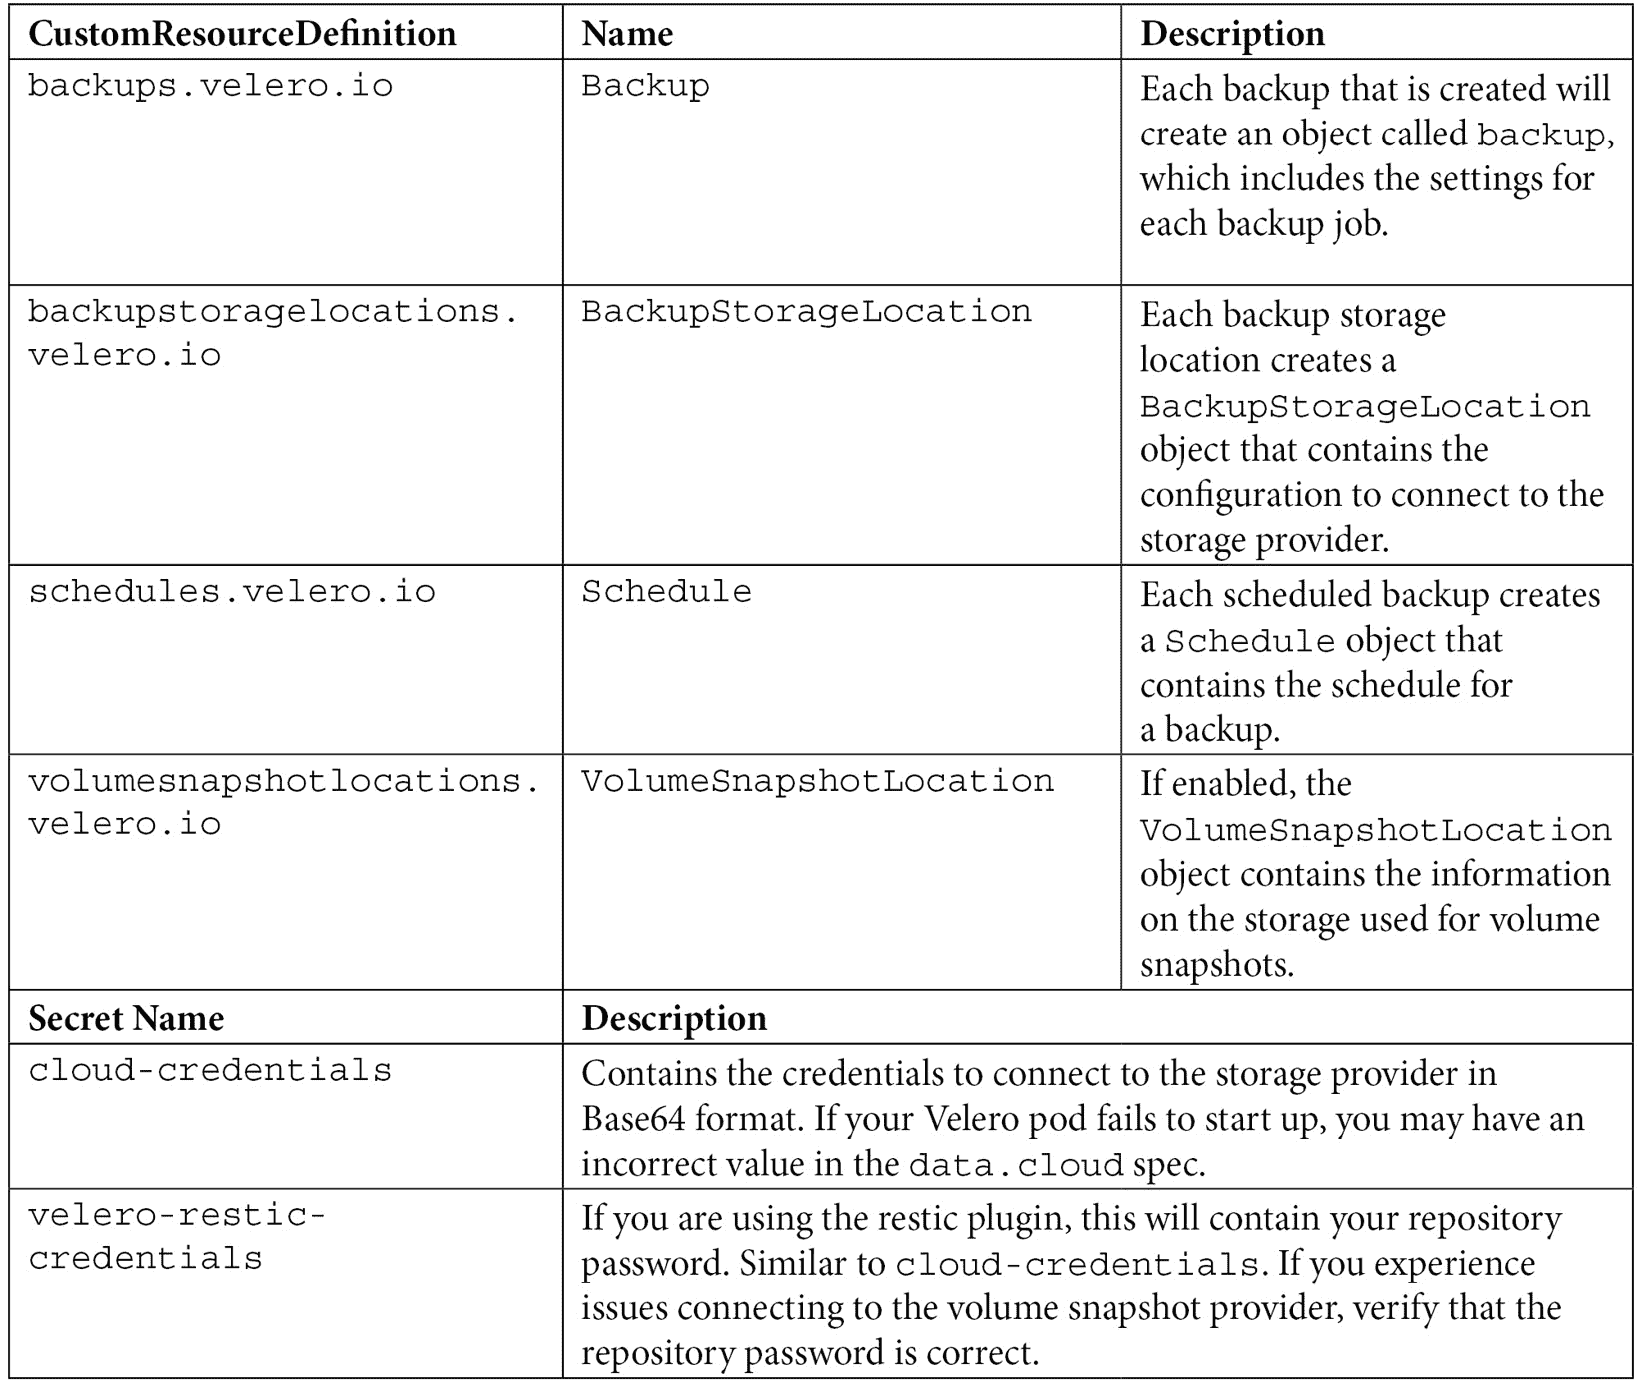 CustomResourceDefinition Name Description
backups.velero.io Backup Each backup that is created will
create an object called backup,
which includes the settings for
each backup job.
backupstoragelocations.
velero.io
BackupStorageLocation
Each backup storage
location creates a
BackupStorageLocation
object that contains the
configuration to connect to the
storage provider.
schedules.velero.io
Schedule
Each scheduled backup creates
a Schedule object that
contains the schedule for
a backup.
volumesnapshotlocations.
velero.io
VolumeSnapshotLocation
If enabled, the
VolumeSnapshotLocation
object contains the information
on the storage used for volume
snapshots.
Secret Name Description
cloud-credentials
Contains the credentials to connect to the storage provider in
Base64 format. If your Velero pod fails to start up, you may have an
incorrect value in the data.cloud spec.
velero-restic-
credentials
If you are using the restic plugin, this will contain your repository
password. Similar to cloud-credentials. If you experience
issues connecting to the volume snapshot provider, verify that the
repository password is correct.